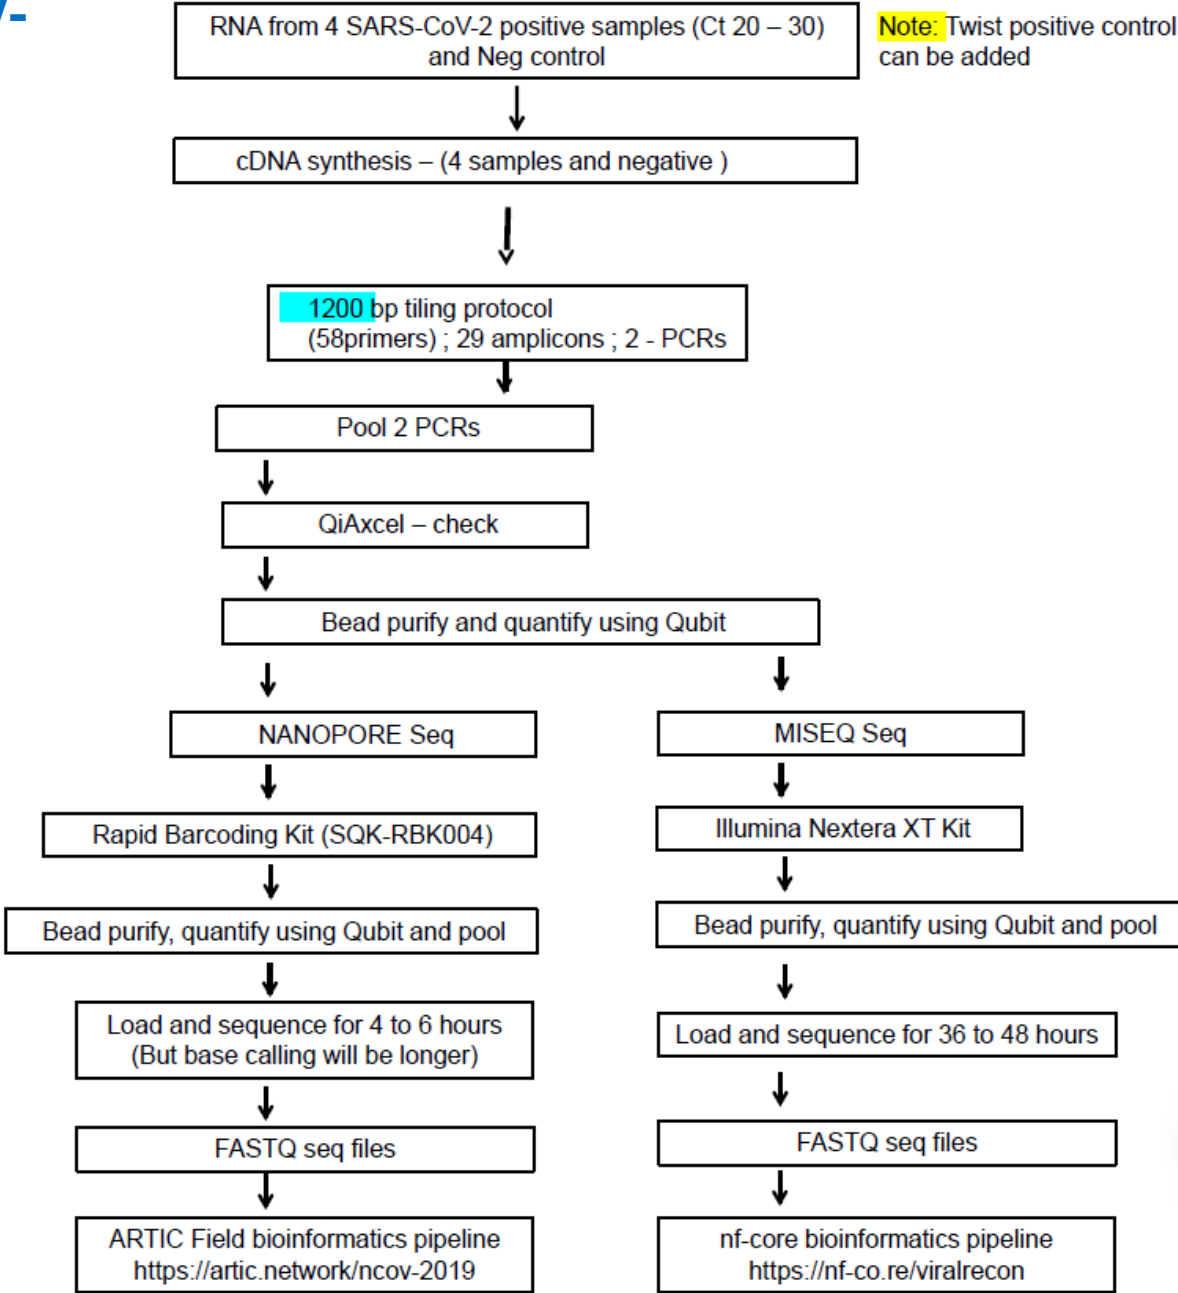 RNA from 4 SARS-CoV-2 positive samples (Ct 20 – 30)
and Neg control
Note: Twist positive control
can be added
cDNA synthesis – (4 samples and negative )
1200 bp tiling protocol
(58primers) ; 29 amplicons ; 2 - PCRs
Pool 2 PCRs
QiAxcel – check
Bead purify and quantify using Qubit
NANOPORE Seq
Rapid Barcoding Kit (SQK-RBK004)
Bead purify, quantify using Qubit and pool
Load and sequence for 4 to 6 hours
(But base calling will be longer)
FASTQ seq files
ARTIC Field bioinformatics pipeline
https://artic.network/ncov-2019
MISEQ Seq
Illumina Nextera XT Kit
Bead purify, quantify using Qubit and pool
Load and sequence for 36 to 48 hours
FASTQ seq files
nf-core bioinformatics pipeline
https://nf-co.re/viralrecon